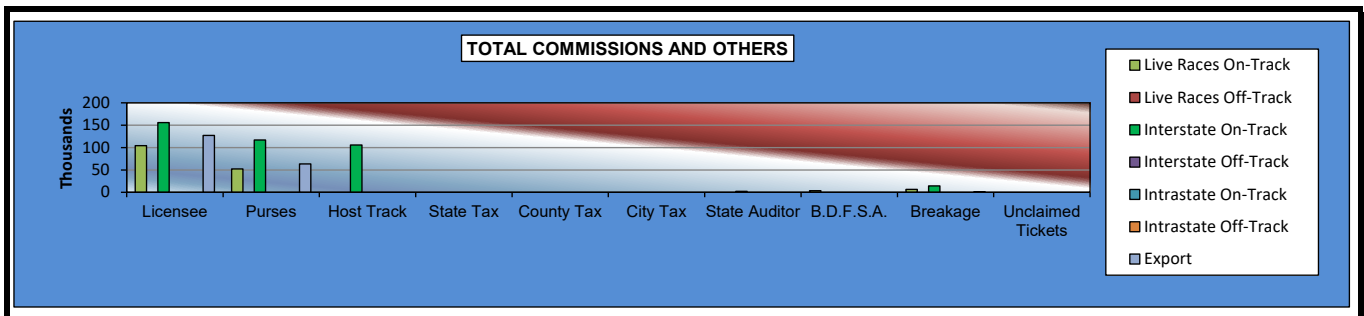 TOTAL COMMISSIONS AND OTHERS
Thousands
200
150
100
50
0
Licensee Purses Host Track State Tax County Tax City Tax State Auditor B.D.F.S.A. Breakage Unclaimed
Tickets
Live Races On-Track
Live Races Off-Track
Interstate On-Track
Interstate Off-Track
Intrastate On-Track
Intrastate Off-Track
Export